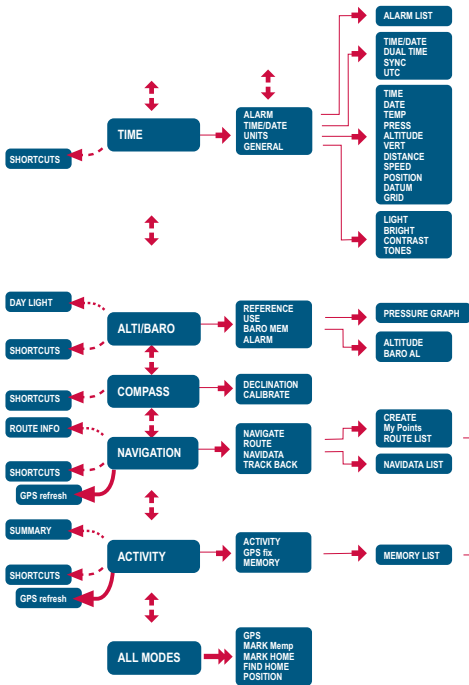 ALARM LIST
TIME/DATE
DUAL TIME
SYNC
UTC
TIME
SHORTCUTS
ALARM
TIME/DATE
UNITS
GENERAL
TIME
DATE
TEMP
PRESS
ALTITUDE
VERT
DISTANCE
SPEED
POSITION
DATUM
GRID
LIGHT
BRIGHT
CONTRAST
TONES
DAY LIGHT
ALTI/BARO
SHORTCUTS
REFERENCE
USE
BARO MEM
ALARM
PRESSURE GRAPH
ALTITUDE
BARO AL
COMPASS
SHORTCUTS
DECLINATION
CALIBRATE
ROUTE INFO
NAVIGATION
SHORTCUTS
GPS refresh
NAVIGATE
ROUTE
NAVIDATA
TRACK BACK
CREATE
My Points
ROUTE LIST
NAVIDATA LIST
SUMMARY
ACTIVITY
SHORTCUTS
GPS refresh
ACTIVITY
GPS fix
MEMORY
MEMORY LIST
ALL MODES
GPS
MARK Memp
MARK HOME
FIND HOME
POSITION